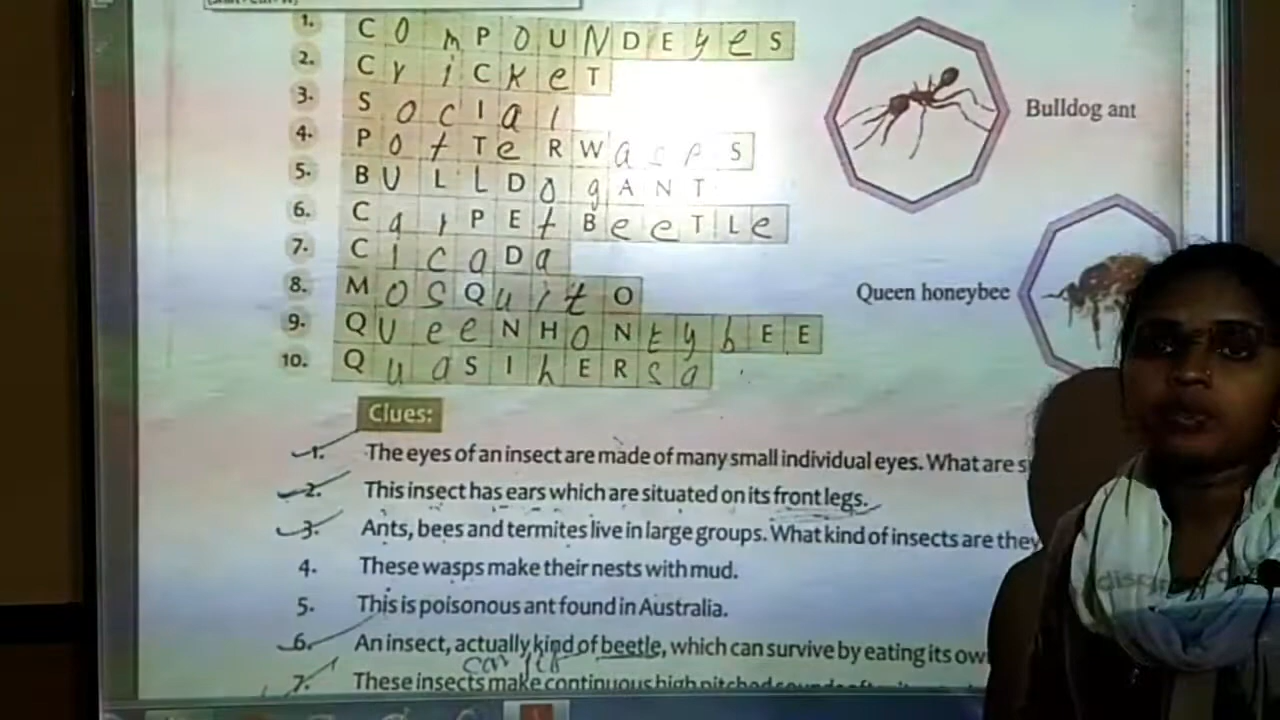 1. COmPOUNDEyeS
2. CriCKeT
3. SocIal
4. PotTeRWaspS
5. BULLDogANT
6. CarPEtBeeTLe
7. CIcaDa
8. MOSQuitO
9. QUeeNHONEybEE
10. QuaSIhERsa
Bulldog ant
Queen honeybee
Clues:
1. The eyes of an insect are made of many small individual eyes. What are
2. This insect has ears which are situated on its front legs.
3. Ants, bees and termites live in large groups. What kind of insects are they
4. These wasps make their nests with mud.
5. This is poisonous ant found in Australia.
6. An insect, actually kind of beetle, which can survive by eating its
7. These insects make continuous high pitched sounds